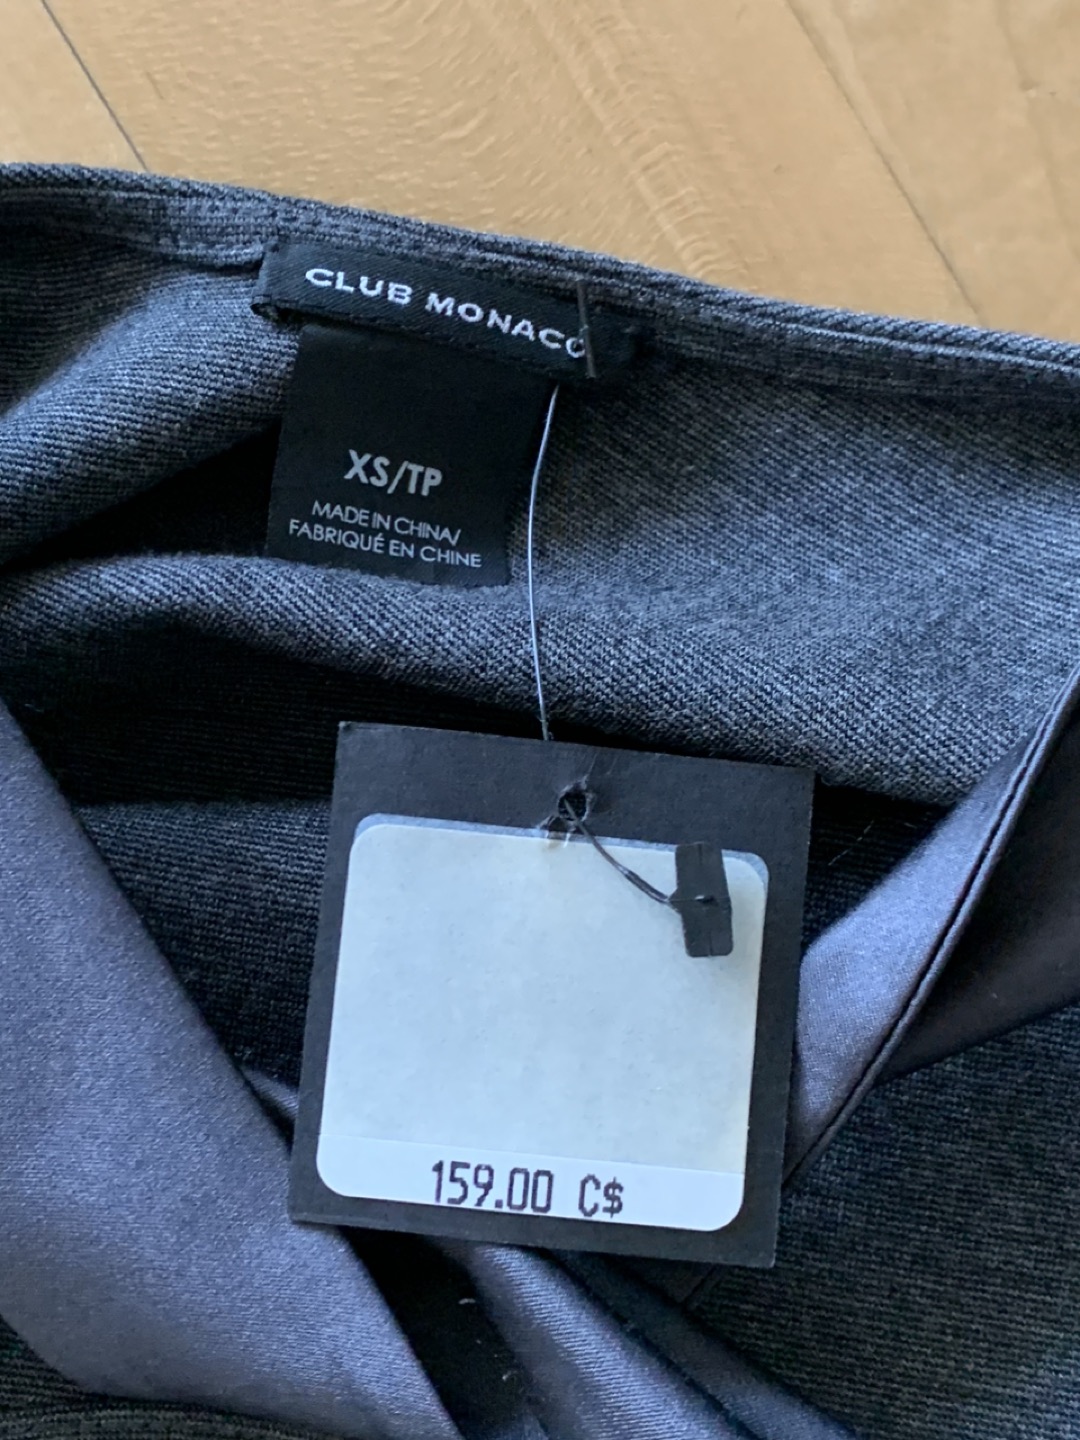 CLUB MONACO
XS/TP
MADE IN CHINA/
FABRIQUÉ EN CHINE
159.00 C$